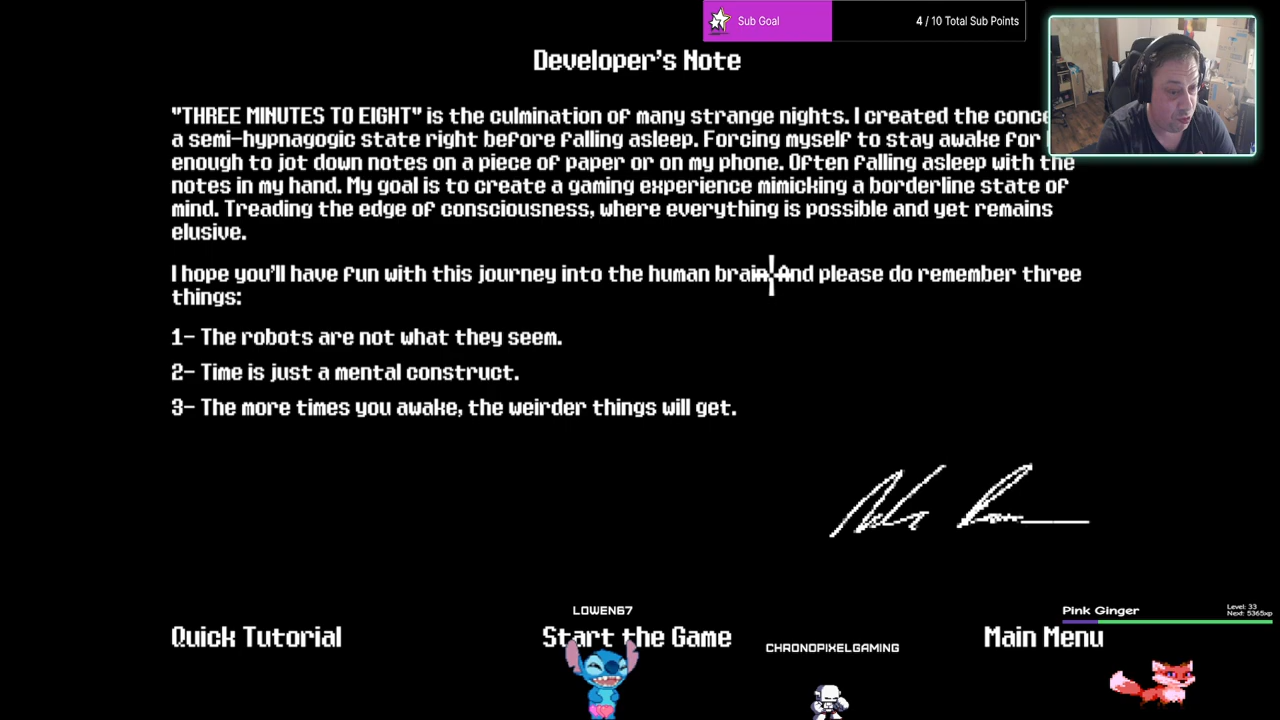 Sub Goal
4 / 10 Total Sub Points
Developer's Note
"THREE MINUTES TO EIGHT" is the culmination of many strange nights. I created the
a semi-hypnagogic state right before falling asleep. Forcing myself to stay awake for
enough to jot down notes on a piece of paper or on my phone. Often falling asleep with the
notes in my hand. My goal is to create a gaming experience mimicking a borderline state of
mind. Treading the edge of consciousness, where everything is possible and yet remains
elusive.
I hope you'll have fun with this journey into the human brain. And please do remember three
things:
1- The robots are not what they seem.
2- Time is just a mental construct.
3- The more times you awake, the weirder things will get.
LOWEN67
Pink Ginger
Level: 33
Next: 5365xp
Quick Tutorial
Start the Game
Main Menu
CHRONOPIXELGAMING